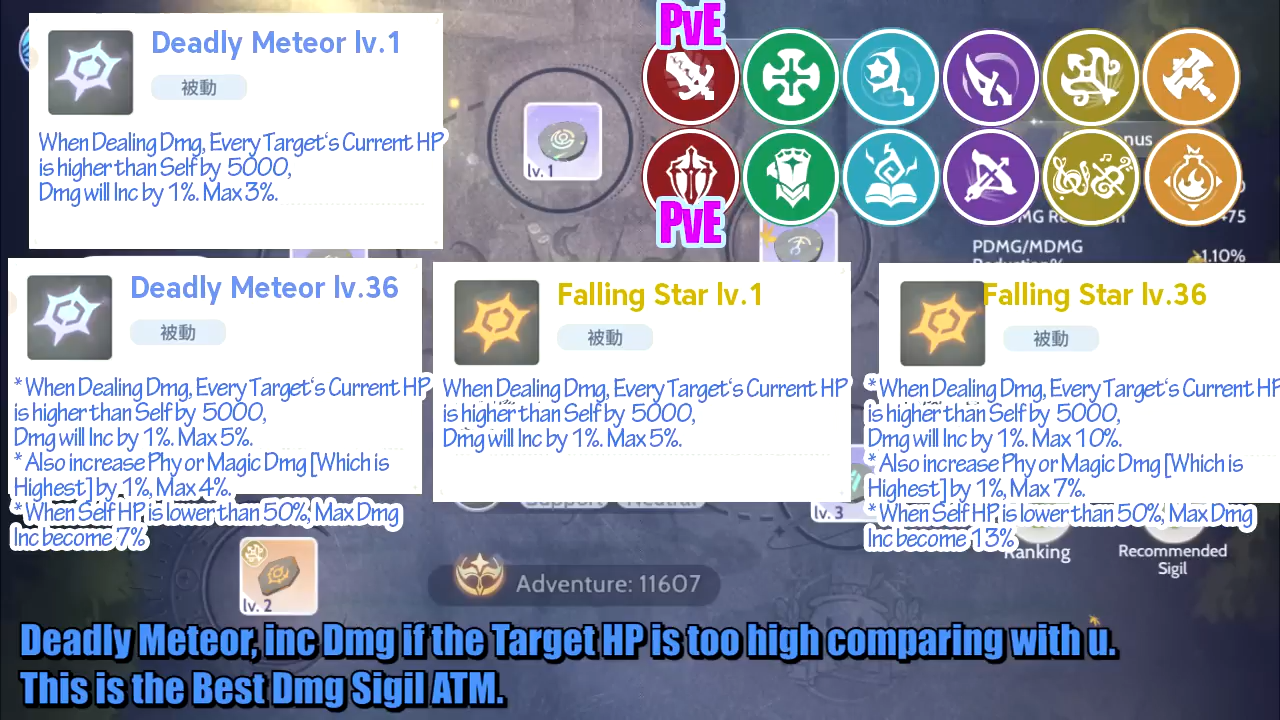 PvE
Deadly Meteor lv.1
被動
When Dealing Dmg, Every Target's Current HP
is higher than Self by 5000,
Dmg will Inc by 1%. Max 3%.
lv. 1
PvE
nus
+75
PDMG/MDMG
1.10%
Deadly Meteor lv.36
被動
* When Dealing Dmg, Every Target's Current HP
is higher than Self by 5000,
Dmg will Inc by 1%. Max 5%.
* Also increase Phy or Magic Dmg [Which is
Highest] by 1%, Max 4%.
* When Self HP is lower than 50%, Max Dmg
Inc become 7%
Falling Star lv.1
被動
When Dealing Dmg, Every Target's Current HP
is higher than Self by 5000,
Dmg will Inc by 1%. Max 5%.
Falling Star lv.36
被動
* When Dealing Dmg, Every Target's Current HP
is higher than Self by 5000,
Dmg will Inc by 1%. Max 10%.
* Also increase Phy or Magic Dmg [Which is
Highest] by 1%, Max 7%.
* When Self HP is lower than 50%, Max Dmg
Inc become 13%
Support Neutral
lv. 3
Ranking
Recommended
Sigil
lv. 2
Adventure: 11607
Deadly Meteor, inc Dmg if the Target HP is too high comparing with u.
This is the Best Dmg Sigil ATM.